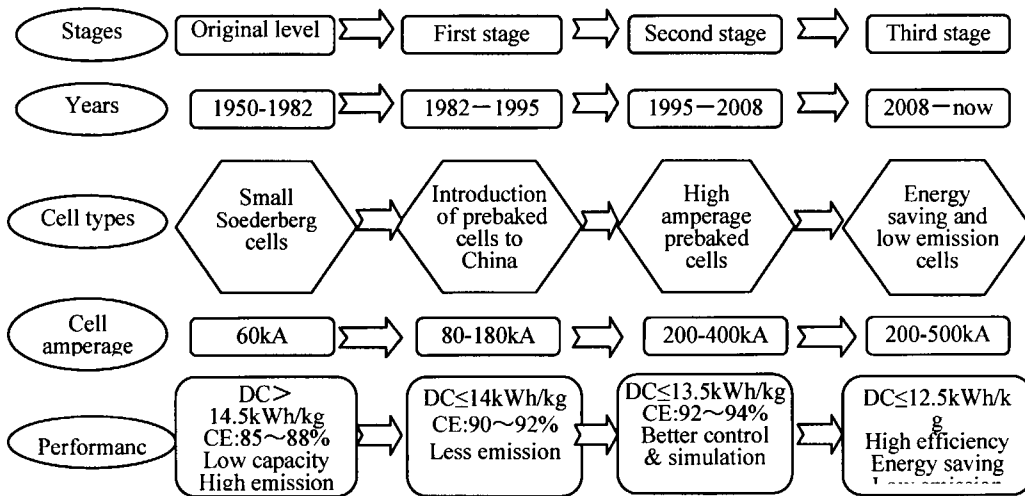 Stages
Original level
First stage
Second stage
Third stage
Years
1950-1982
1982－1995
1995－2008
2008－now
Cell types
Small
Soederberg
cells
Introduction
of prebaked
cells to
China
High
amperage
prebaked
cells
Energy
saving and
low emission
cells
Cell
amperage
60kA
80-180kA
200-400kA
200-500kA
Performanc
DC>
14.5kWh/kg
CE:85～88%
Low capacity
High emission
DC≤14kWh/kg
CE:90～92%
Less emission
DC≤13.5kWh/kg
CE:92～94%
Better control
& simulation
DC≤12.5kWh/k
g
High efficiency
Energy saving
Low emission